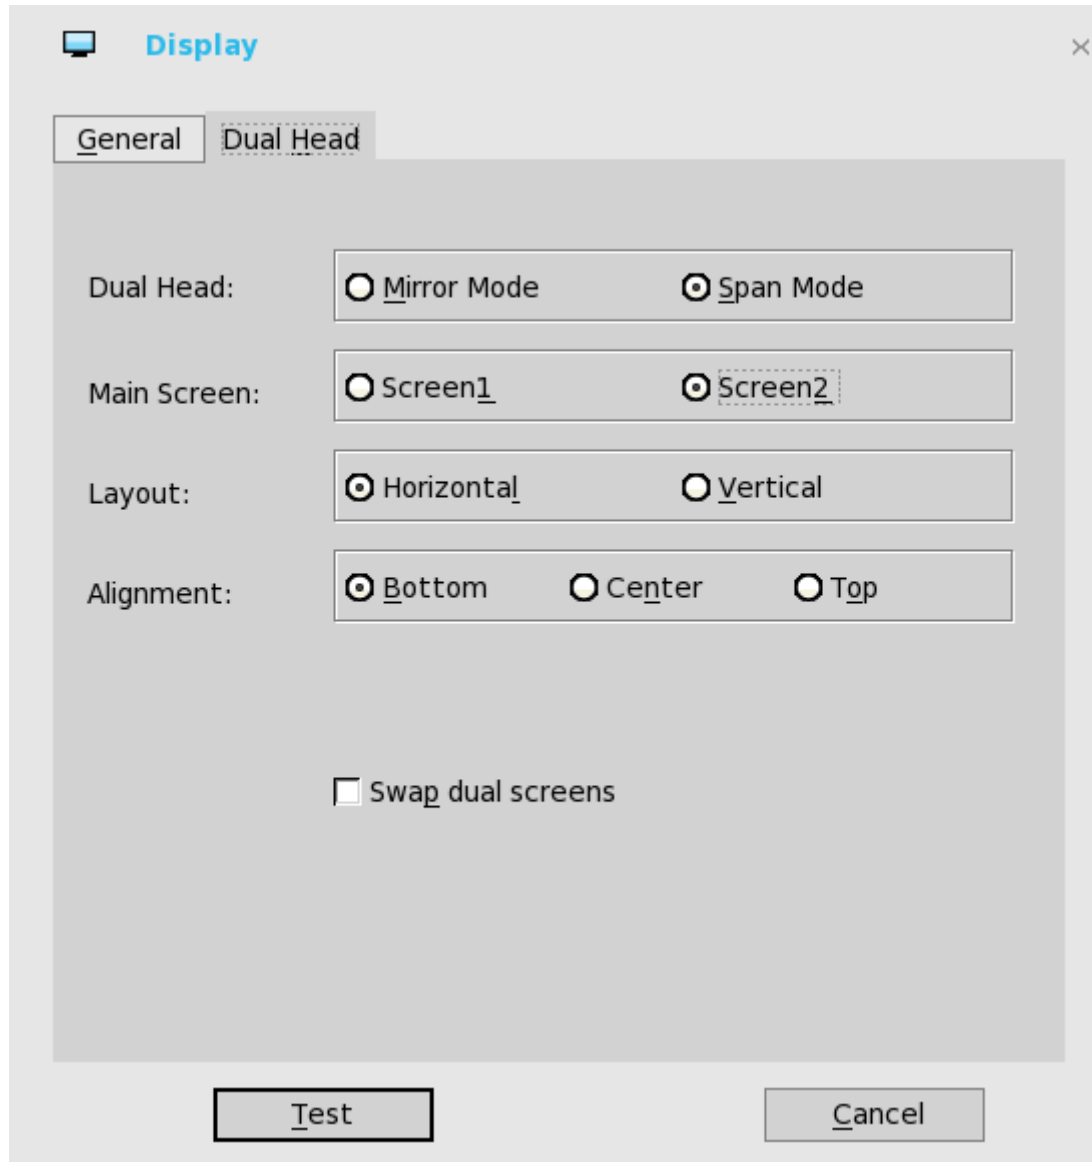 Display
General Dual Head
Dual Head: Mirror Mode Span Mode
Main Screen: Screen1 Screen2
Layout: Horizontal Vertical
Alignment: Bottom Center Top
Swap dual screens
Test Cancel